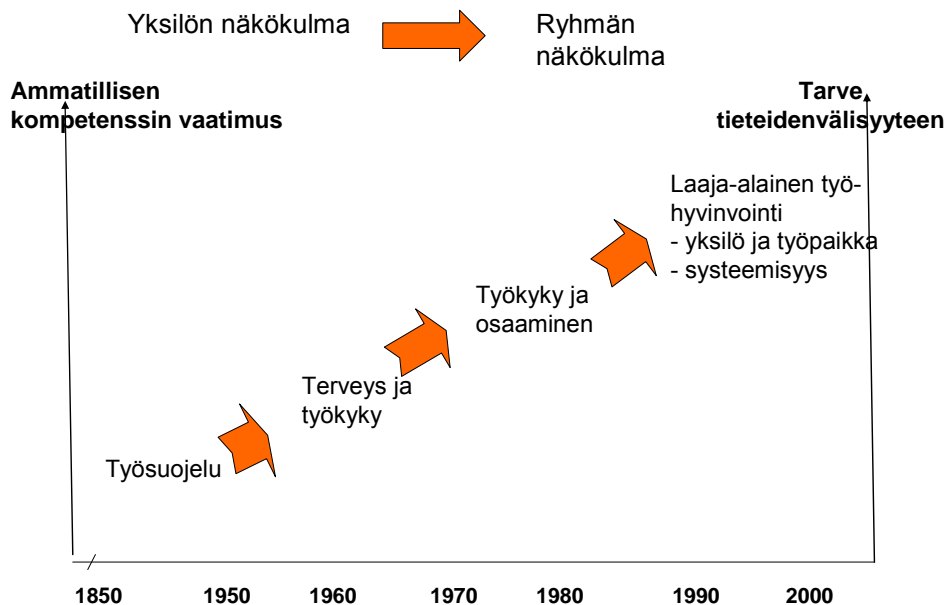 Yksilön näkökulma
Ryhmän
näkökulma
Ammatillisen
kompetenssin vaatimus
Tarve
tieteidenvälisyyteen
Laaja-alainen työ-
hyvinvointi
- yksilö ja työpaikka
- systeemisyys
Työkyky ja
osaaminen
Terveys ja
työkyky
Työsuojelu
1850 1950 1960 1970 1980 1990 2000